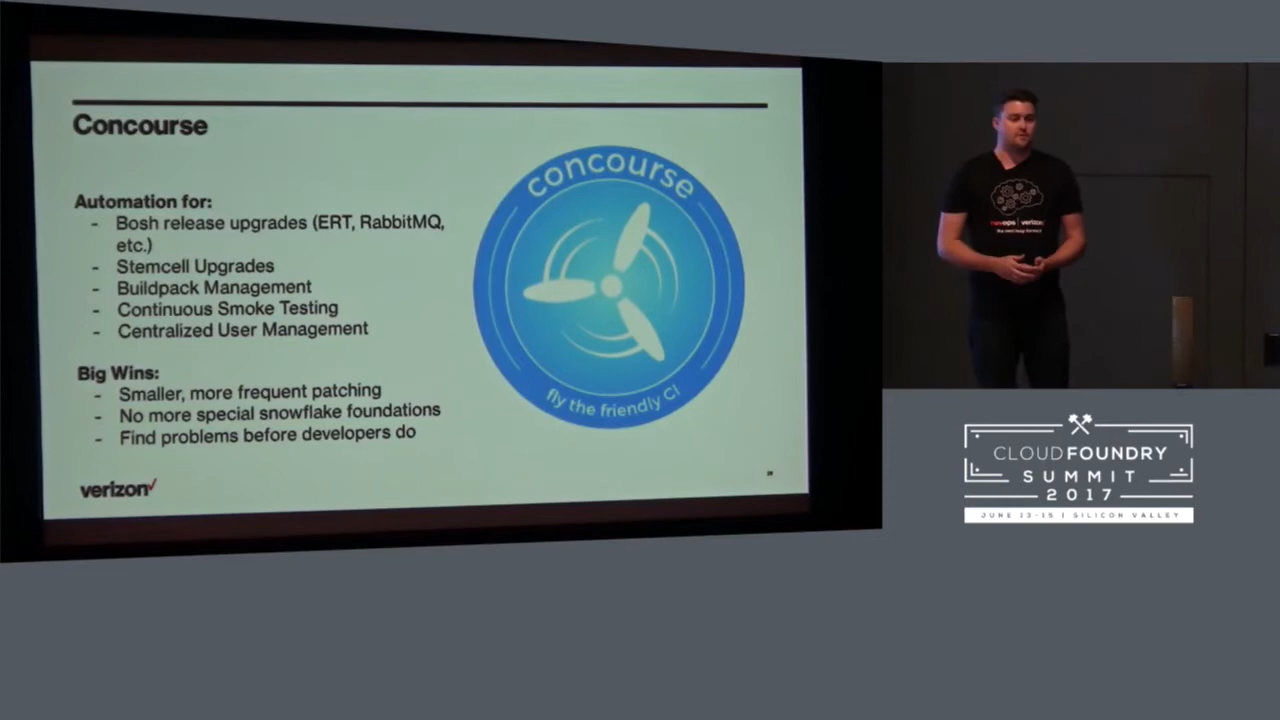 Concourse
Automation for:
- Bosh release upgrades (ERT, RabbitMQ,
etc.)
- Stemcell Upgrades
- Buildpack Management
- Continuous Smoke Testing
- Centralized User Management
Big Wins:
- Smaller, more frequent patching
- No more special snowflake foundations
- Find problems before developers do
verizon
concourse
fly the friendly CI
verizon
CLOUD FOUNDRY
SUMMIT
2017
JUNE 13-15 | SILICON VALLEY